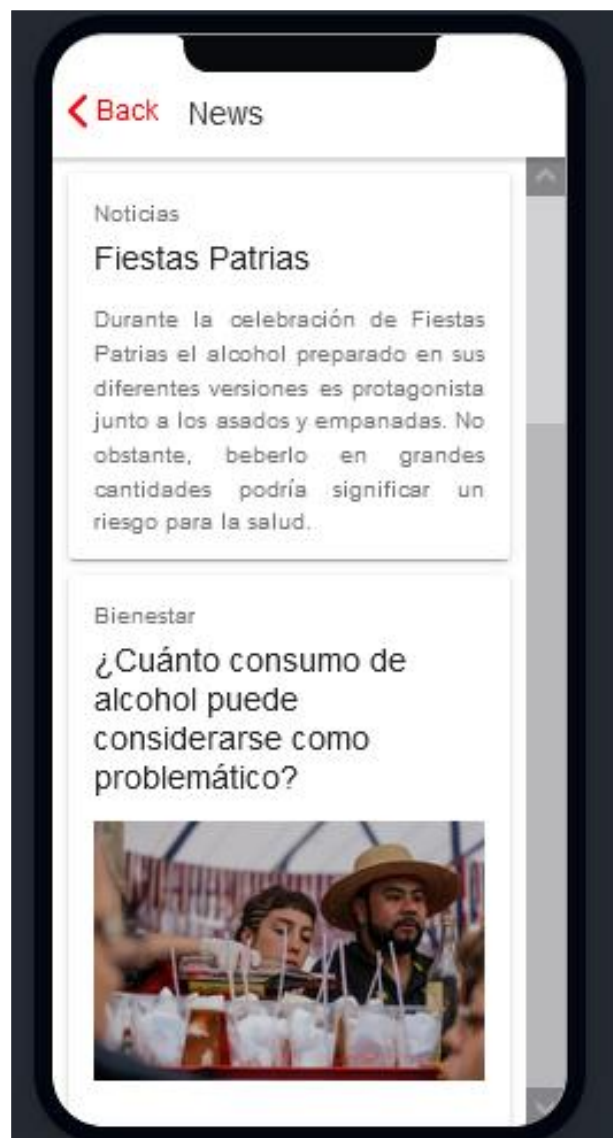 Back News
Noticias
Fiestas Patrias
Durante la celebración de Fiestas
Patrias el alcohol preparado en sus
diferentes versiones es protagonista
junto a los asados y empanadas. No
obstante, beberlo en grandes
cantidades podría significar un
riesgo para la salud.
Bienestar
¿Cuánto consumo de
alcohol puede
considerarse como
problemático?